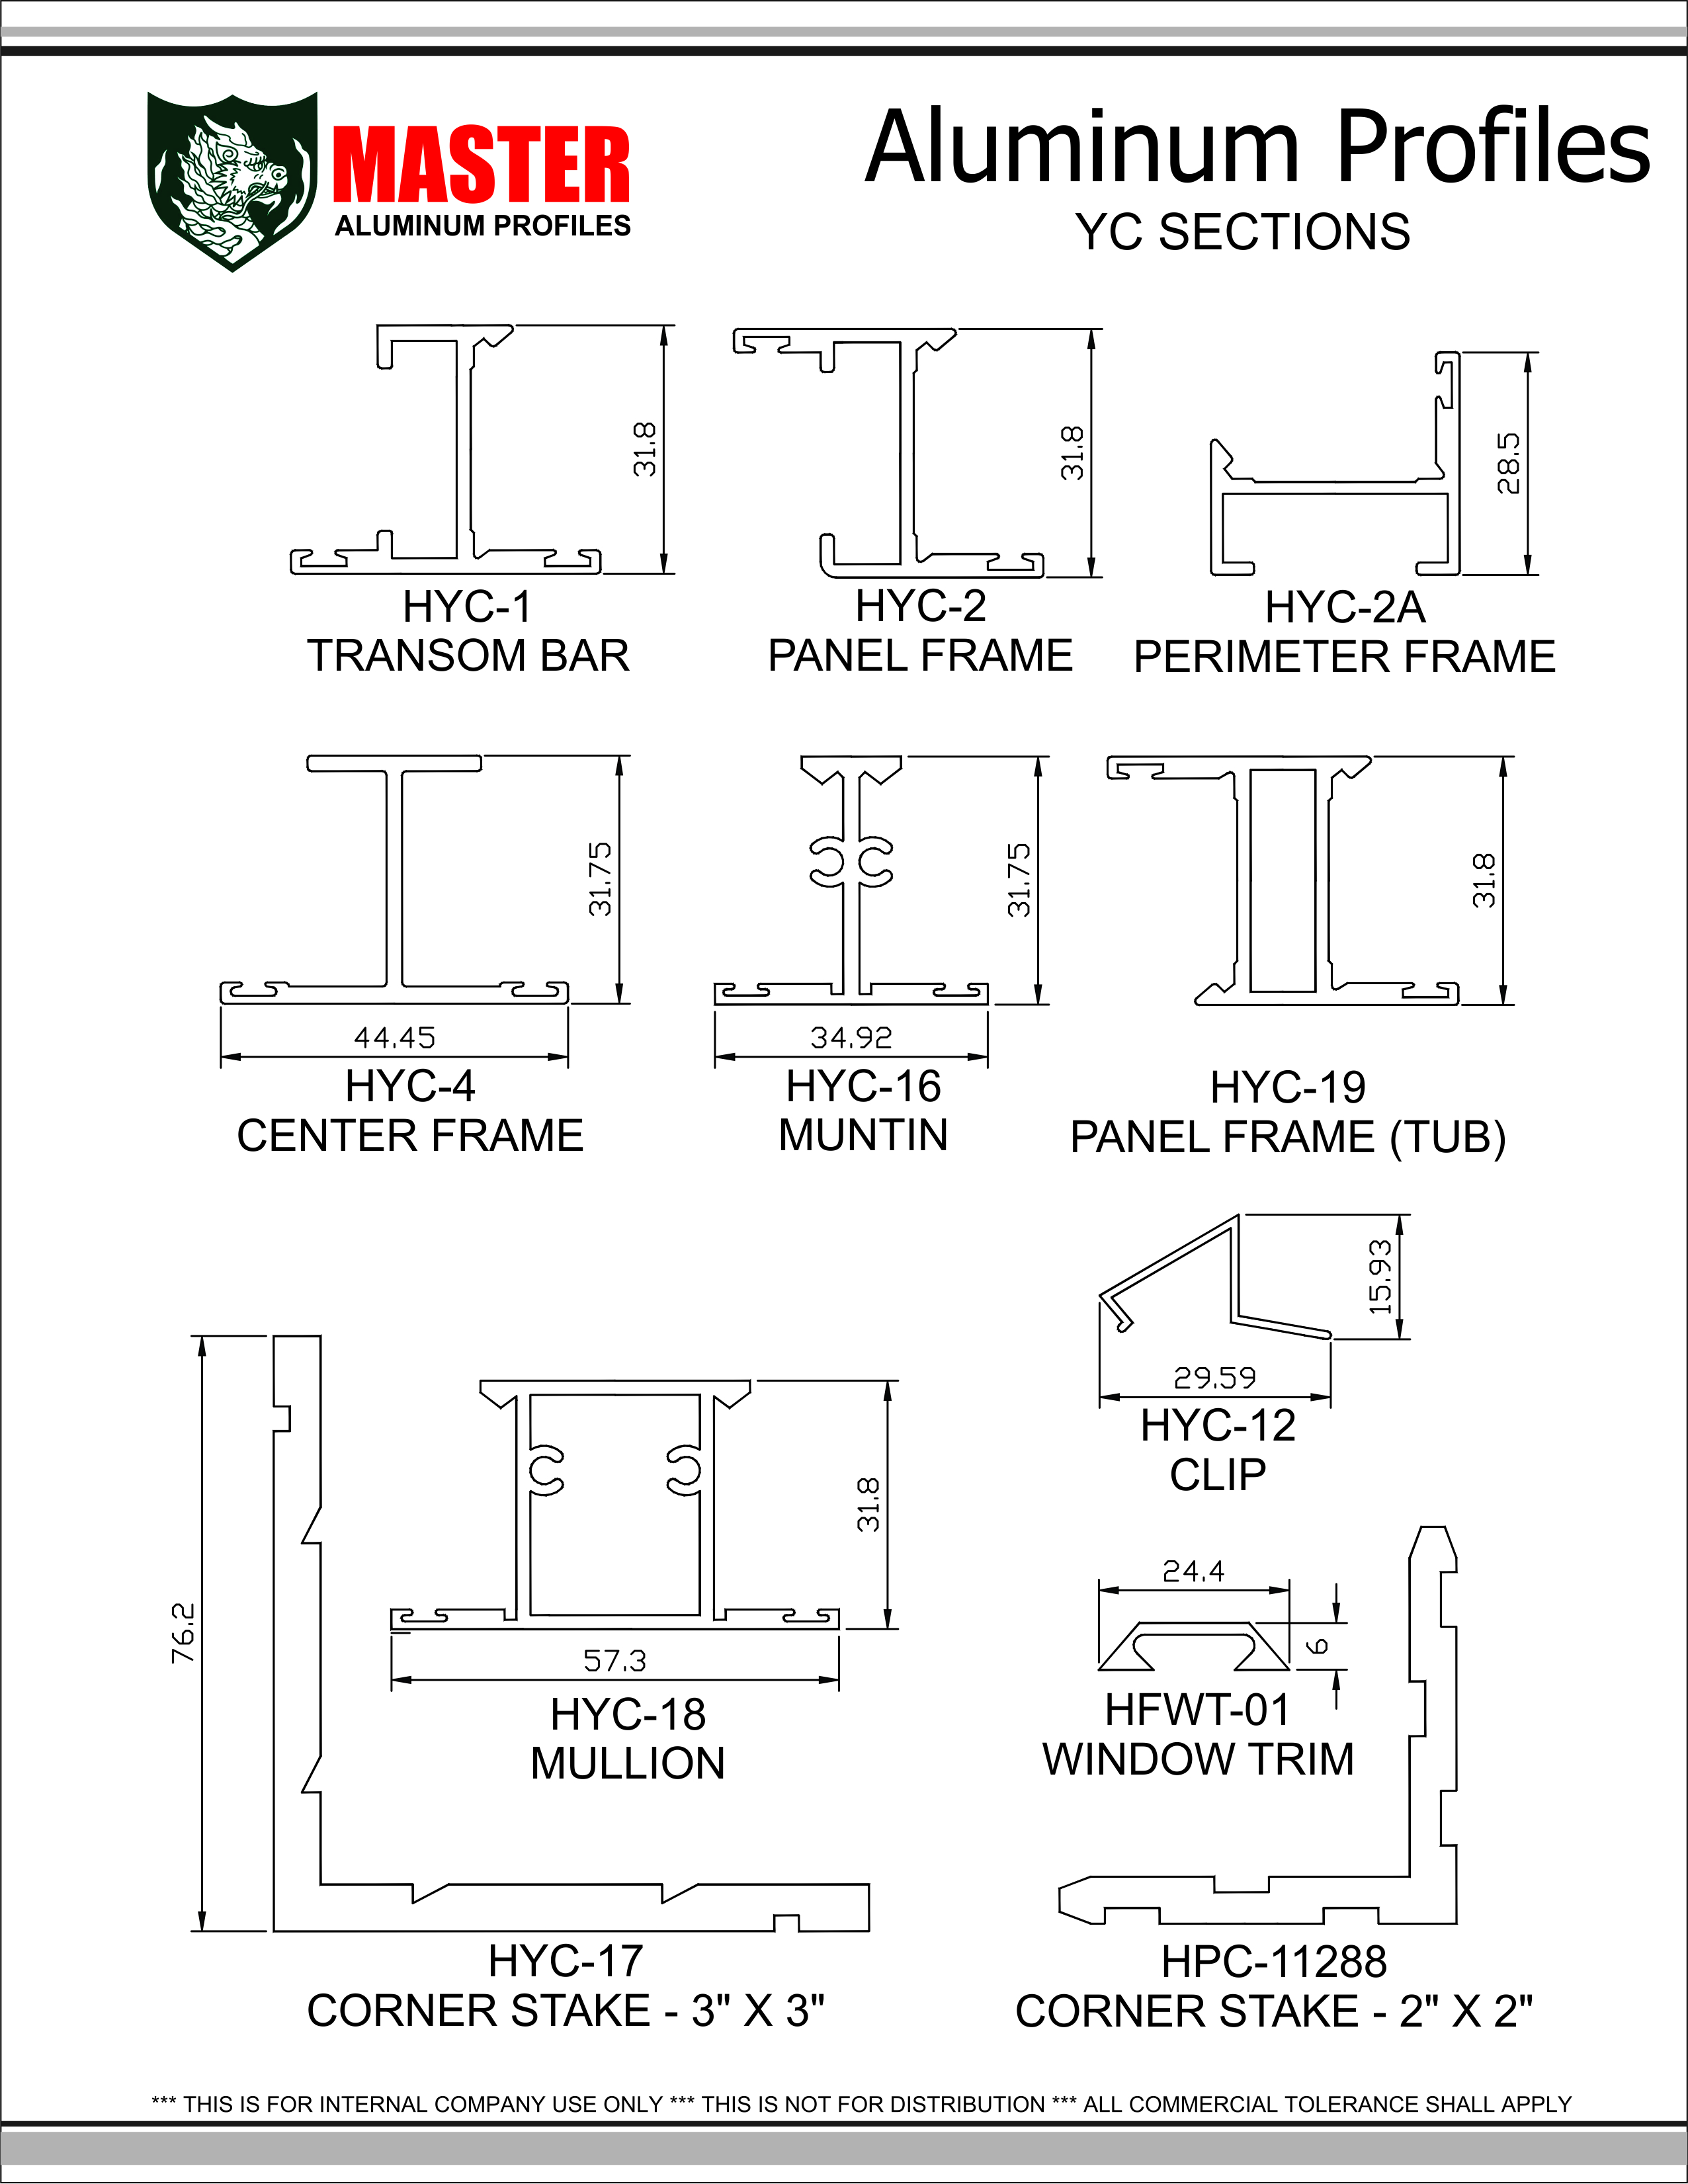 MASTER
ALUMINUM PROFILES
Aluminum Profiles
YC SECTIONS
31.8
HYC-1
TRANSOM BAR
31.8
HYC-2
PANEL FRAME
28.5
HYC-2A
PERIMETER FRAME
31.75
44.45
HYC-4
CENTER FRAME
31.75
34.92
HYC-16
MUNTIN
31.8
HYC-19
PANEL FRAME (TUB)
15.93
29.59
HYC-12
CLIP
31.8
57.3
HYC-18
MULLION
24.4
6
HFWT-01
WINDOW TRIM
76.2
HYC-17
CORNER STAKE - 3" X 3"
HPC-11288
CORNER STAKE - 2" X 2"
*** THIS IS FOR INTERNAL COMPANY USE ONLY *** THIS IS NOT FOR DISTRIBUTION *** ALL COMMERCIAL TOLERANCE SHALL APPLY